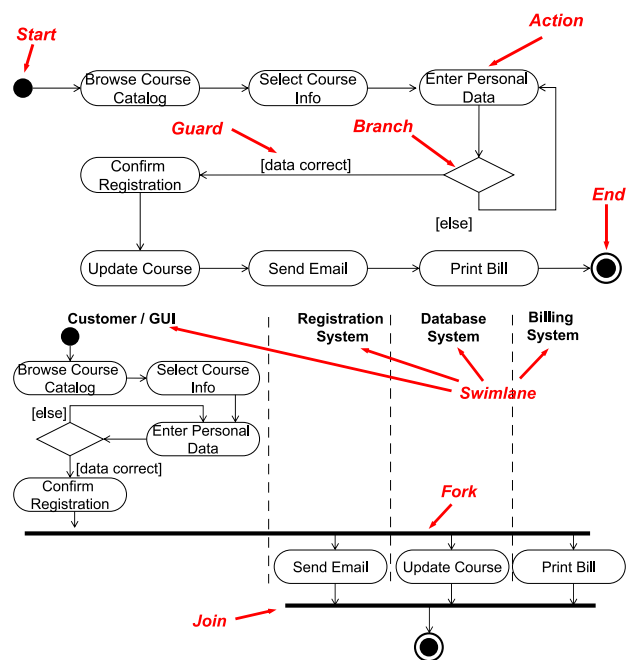 Start
Action
Browse Course
Catalog
Select Course
Info
Enter Personal
Data
Guard
Branch
Confirm
Registration
[data correct]
[else]
End
Update Course
Send Email
Print Bill
Customer / GUI
Registration
System
Database
System
Billing
System
Browse Course
Catalog
Select Course
Info
Swimlane
[else]
Enter Personal
Data
[data correct]
Confirm
Registration
Fork
Send Email
Update Course
Print Bill
Join